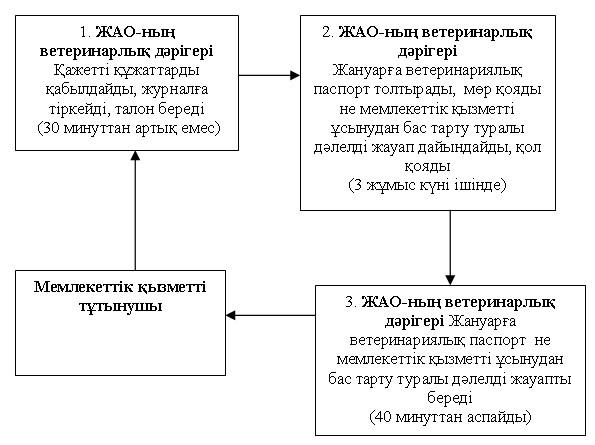 1. ЖАО-ның
ветеринарлық дәрігері
Қажетті құжаттарды
қабылдайды, журналға
тіркейді, талон береді
(30 минуттан артық емес)
2. ЖАО-ның ветеринарлық
дәрігері
Жануарға ветеринариялық
паспорт толтырады, мөр қояды
не мемлекеттік қызметті
ұсынудан бас тарту туралы
дәлелді жауап дайындайды, қол
қояды
(3 жұмыс күні ішінде)
3. ЖАО-ның ветеринарлық
дәрігері Жануарға
ветеринариялық паспорт не
мемлекеттік қызметті ұсынудан
бас тарту туралы дәлелді жауапты
береді
(40 минуттан аспайды)
Мемлекеттік қызметті
тұтынушы